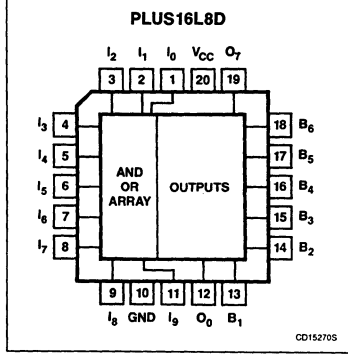 PLUS16L8D
I2 I1 I0 VCC O7
3 2 1 20 19
I3 4 18 B6
I4 5 17 B5
I5 6 16 B4
I6 7 15 B3
I7 8 14 B2
AND
OR
ARRAY
OUTPUTS
9 10 11 12 13
I8 GND I9 O0 B1
CD15270S